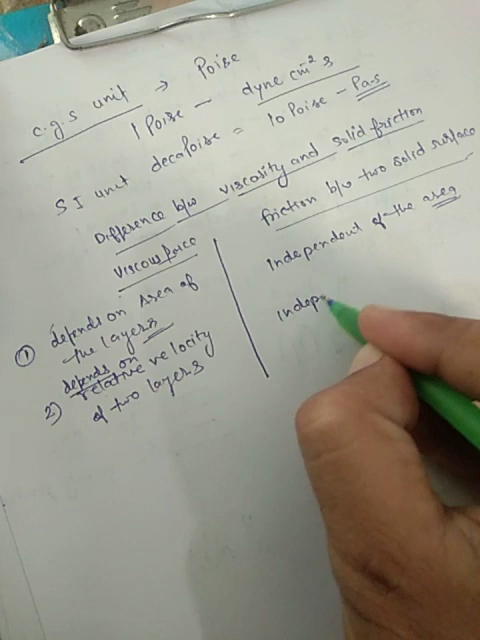 c.g.s unit → Poise
1 Poise - dyne cm² s
SI unit decapoise = 10 Poise - Pa.s
Difference b/w viscosity and solid friction
Viscous force
① depends on Area of
the layers
2) depends on
relative velocity
of two layers
friction b/w two solid surface
Independent of the area
indep